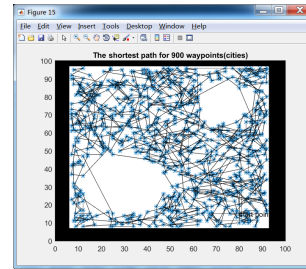 Figure 15
File Edit View Insert Tools Desktop Window Help
The shortest path for 900 waypoints(cities)
100
90
80
70
60
50
40
30
20
10
0
0 10 20 30 40 50 60 70 80 90 100